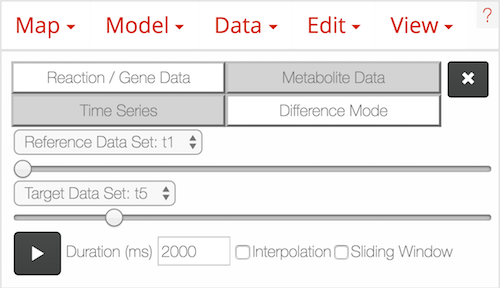 Map Model Data Edit View ?
Reaction / Gene Data Metabolite Data
Time Series Difference Mode
Reference Data Set: t1
Target Data Set: t5
Duration (ms) 2000 Interpolation Sliding Window